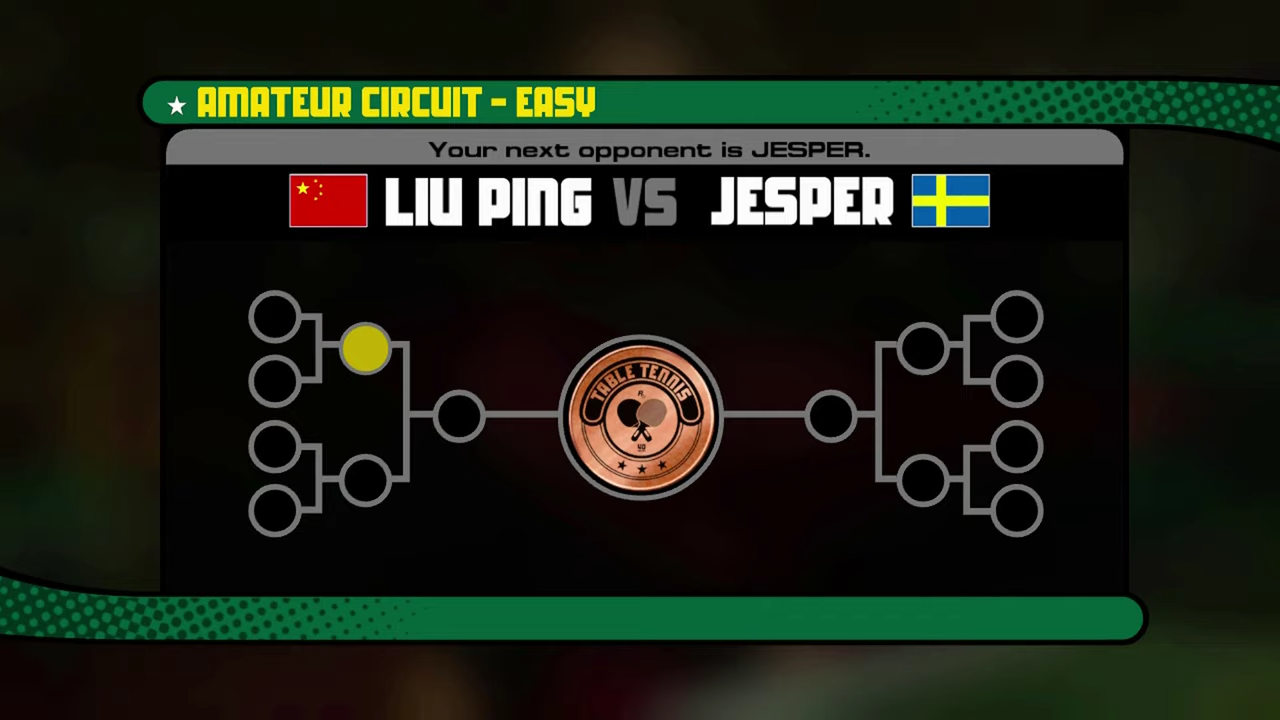 AMATEUR CIRCUIT - EASY
Your next opponent is JESPER.
LIU PING VS JESPER
TABLE TENNIS
R